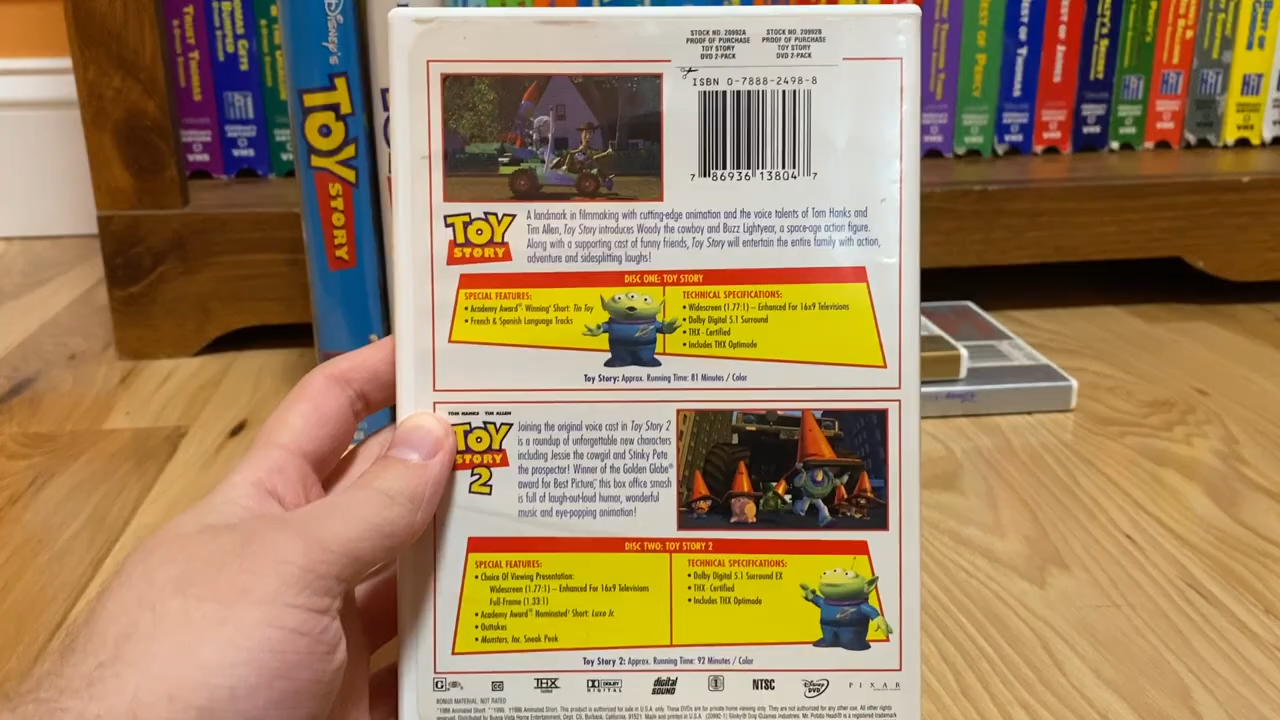 DISNEY'S
TOY
STORY
STOCK NO. 20992A
PROOF OF PURCHASE
TOY STORY
DVD 2-PACK
STOCK NO. 20992B
PROOF OF PURCHASE
TOY STORY
DVD 2-PACK
ISBN 0-7888-2498-8
7 86936 13804 7
TOY
STORY
A landmark in filmmaking with cutting-edge animation and the voice talents of Tom Hanks and
Tim Allen, Toy Story introduces Woody the cowboy and Buzz Lightyear, a space-age action figure.
Along with a supporting cast of funny friends, Toy Story will entertain the entire family with action,
adventure and sidesplitting laughs!
DISC ONE: TOY STORY
SPECIAL FEATURES:
• Academy Award® Winning† Short: Tin Toy
• French & Spanish Language Tracks
TECHNICAL SPECIFICATIONS:
• Widescreen (1.77:1) – Enhanced For 16x9 Televisions
• Dolby Digital 5.1 Surround
• THX - Certified
• Includes THX Optimode
Toy Story: Approx. Running Time: 81 Minutes / Color
TOM HANKS TIM ALLEN
TOY
STORY
2
Joining the original voice cast in Toy Story 2
is a roundup of unforgettable new characters
including Jessie the cowgirl and Stinky Pete
the prospector! Winner of the Golden Globe®
award for Best Picture, this box office smash
is full of laugh-out-loud humor, wonderful
music and eye-popping animation!
DISC TWO: TOY STORY 2
SPECIAL FEATURES:
• Choice Of Viewing Presentation:
Widescreen (1.77:1) – Enhanced For 16x9 Televisions
Full-Frame (1.33:1)
• Academy Award® Nominated† Short: Luxo Jr.
• Outtakes
• Monsters, Inc. Sneak Peek
TECHNICAL SPECIFICATIONS:
• Dolby Digital 5.1 Surround EX
• THX - Certified
• Includes THX Optimode
Toy Story 2: Approx. Running Time: 92 Minutes / Color
G
CC
THX
DOLBY
DIGITAL
digital
SOUND
1
NTSC
Disney
DVD
PIXAR
BONUS MATERIAL NOT RATED